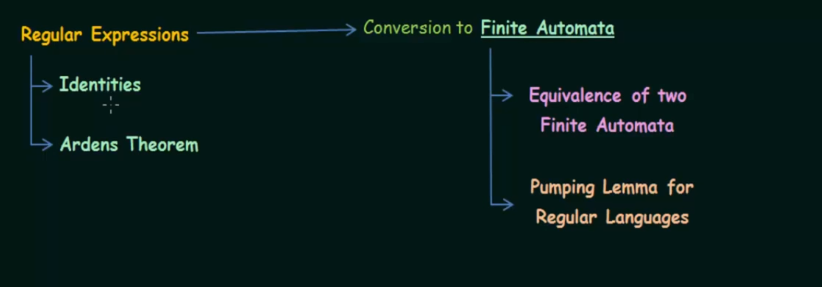 Regular Expressions
Conversion to Finite Automata
Identities
Ardens Theorem
Equivalence of two
Finite Automata
Pumping Lemma for
Regular Languages